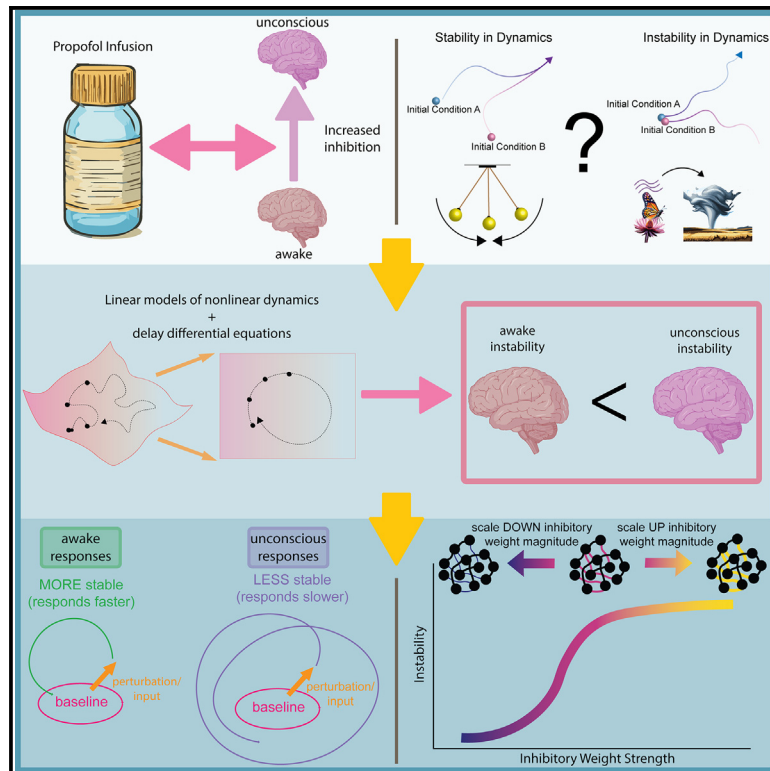 Propofol Infusion
unconscious
Increased
inhibition
awake
Stability in Dynamics
Initial Condition A
Initial Condition B
?
Instability in Dynamics
Initial Condition A
Initial Condition B
Linear models of nonlinear dynamics
+
delay differential equations
awake
instability
<
unconscious
instability
awake
responses
MORE stable
(responds faster)
perturbation/
input
baseline
unconscious
responses
LESS stable
(responds slower)
perturbation/
input
baseline
scale DOWN inhibitory
weight magnitude
scale UP inhibitory
weight magnitude
Instability
Inhibitory Weight Strength